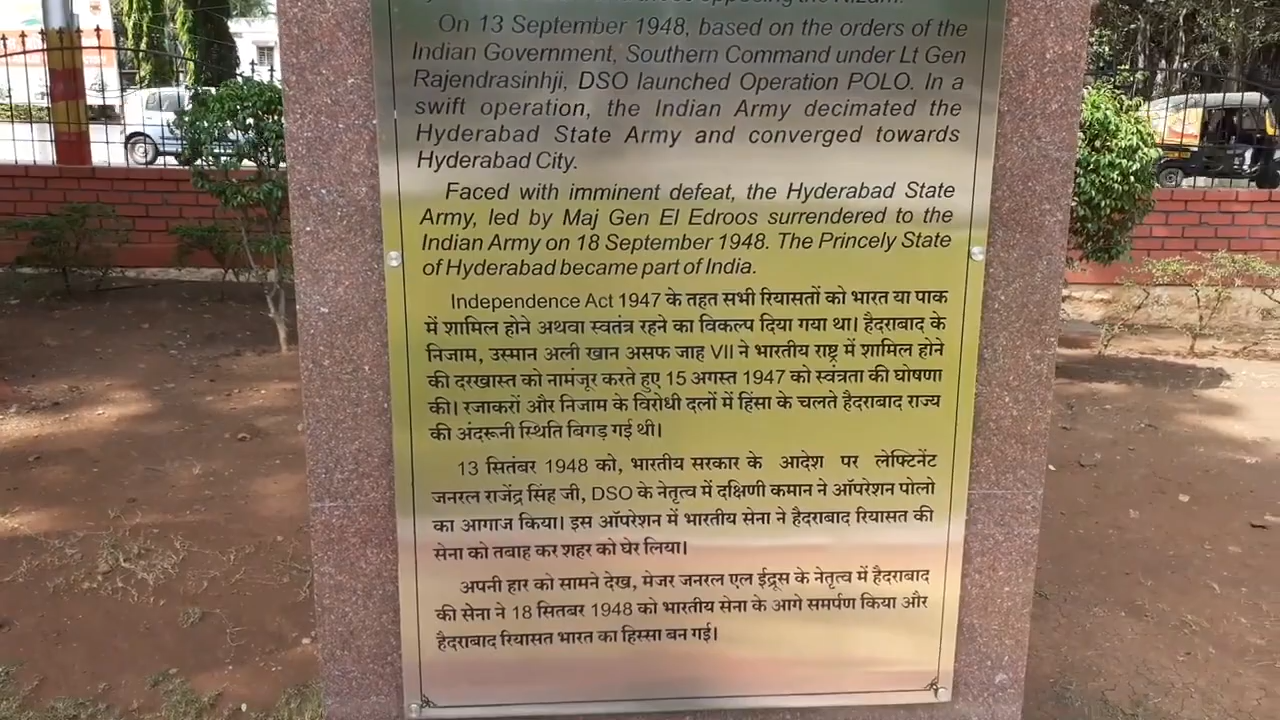 opposing the Nizam.
On 13 September 1948, based on the orders of the
Indian Government, Southern Command under Lt Gen
Rajendrasinhji, DSO launched Operation POLO. In a
swift operation, the Indian Army decimated the
Hyderabad State Army and converged towards
Hyderabad City.
Faced with imminent defeat, the Hyderabad State
Army, led by Maj Gen El Edroos surrendered to the
Indian Army on 18 September 1948. The Princely State
of Hyderabad became part of India.
Independence Act 1947 के तहत सभी रियासतों को भारत या पाक
में शामिल होने अथवा स्वतंत्र रहने का विकल्प दिया गया था। हैदराबाद के
निजाम, उस्मान अली खान असफ जाह VII ने भारतीय राष्ट्र में शामिल होने
की दरखास्त को नामंजूर करते हुए 15 अगस्त 1947 को स्वंत्रता की घोषणा
की। रजाकरों और निजाम के विरोधी दलों में हिंसा के चलते हैदराबाद राज्य
की अंदरूनी स्थिति बिगड़ गई थी।
13 सितंबर 1948 को, भारतीय सरकार के आदेश पर लेफ्टिनेंट
जनरल राजेंद्र सिंह जी, DSO के नेतृत्व में दक्षिणी कमान ने ऑपरेशन पोलो
का आगाज किया। इस ऑपरेशन में भारतीय सेना ने हैदराबाद रियासत की
सेना को तबाह कर शहर को घेर लिया।
अपनी हार को सामने देख, मेजर जनरल एल ईद्रूस के नेतृत्व में हैदराबाद
की सेना ने 18 सितबर 1948 को भारतीय सेना के आगे समर्पण किया और
हैदराबाद रियासत भारत का हिस्सा बन गई।